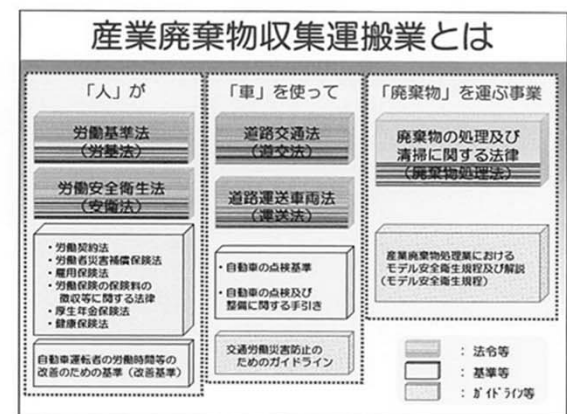 産業廃棄物収集運搬業とは
「人」が
労働基準法
（労基法）
労働安全衛生法
（安衛法）
・労働契約法
・労働者災害補償保険法
・雇用保険法
・労働保険の保険料の
徴収等に関する法律
・厚生年金保険法
・健康保険法
自動車運転者の労働時間等の
改善のための基準（改善基準）
「車」を使って
道路交通法
（道交法）
道路運送車両法
（運送法）
・自動車の点検基準
・自動車の点検及び
整備に関する手引き
交通労働災害防止の
ためのガイドライン
「廃棄物」を運ぶ事業
廃棄物の処理及び
清掃に関する法律
（廃棄物処理法）
産業廃棄物処理業における
モデル安全衛生規程及び解説
（モデル安全衛生規程）
：法令等
：基準等
：ガイドライン等